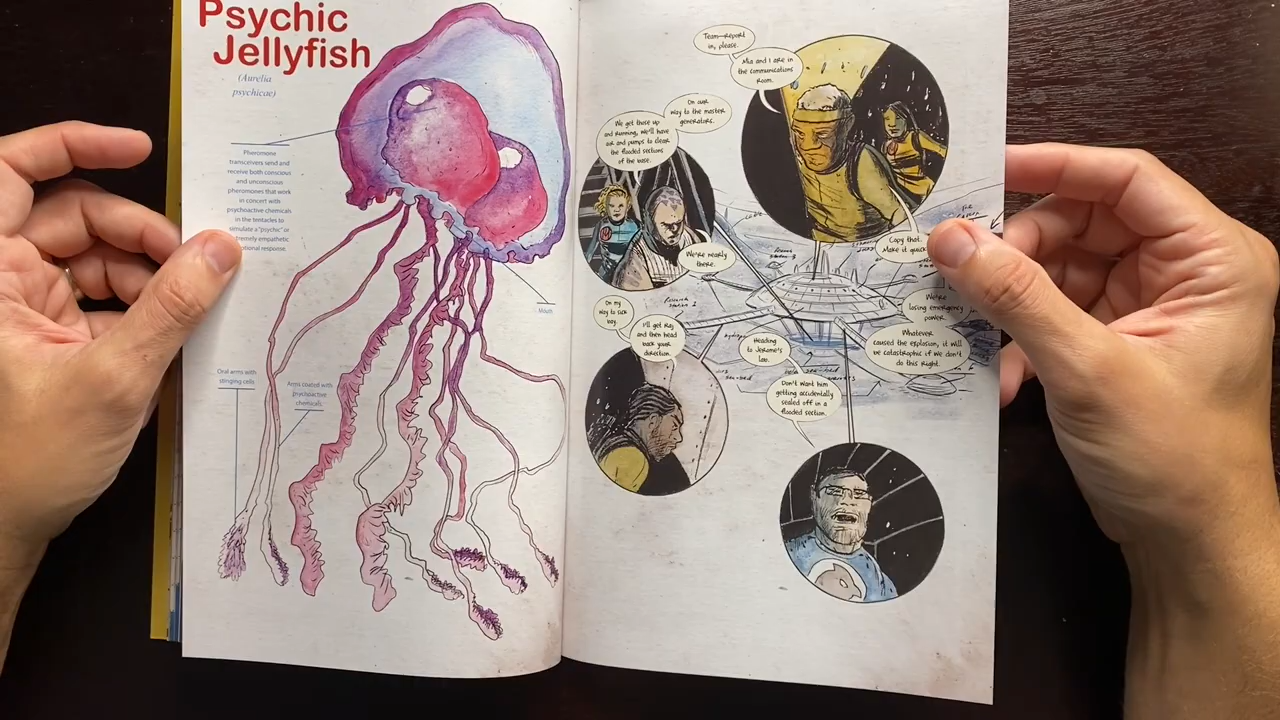 Psychic
Jellyfish
(Aurelia
psychicae)
Pheromone
transceivers send and
receive both conscious
and unconscious
pheromones that work
in concert with
psychoactive chemicals
in the tentacles to
simulate a "psychic" or
empathetic
response.
Mouth
Oral arms with
stinging cells
Arms coated with
psychoactive
chemicals
Team—report
in, please.
Mia and I are in
the communications
room.
On our
way to the master
generators.
We get those up
and running, we'll have
air and pumps to clear
the flooded sections
of the base.
We're nearly
there.
Copy that.
Make it quick
We're
losing emergency
power.
Whatever
caused the explosion, it will
be catastrophic if we don't
do this right.
On my
way to sick
bay.
I'll get Raj
and then head
back your
direction.
Heading
to Jerome's
lab.
Don't want him
getting accidentally
sealed off in a
flooded section.
Research
Station